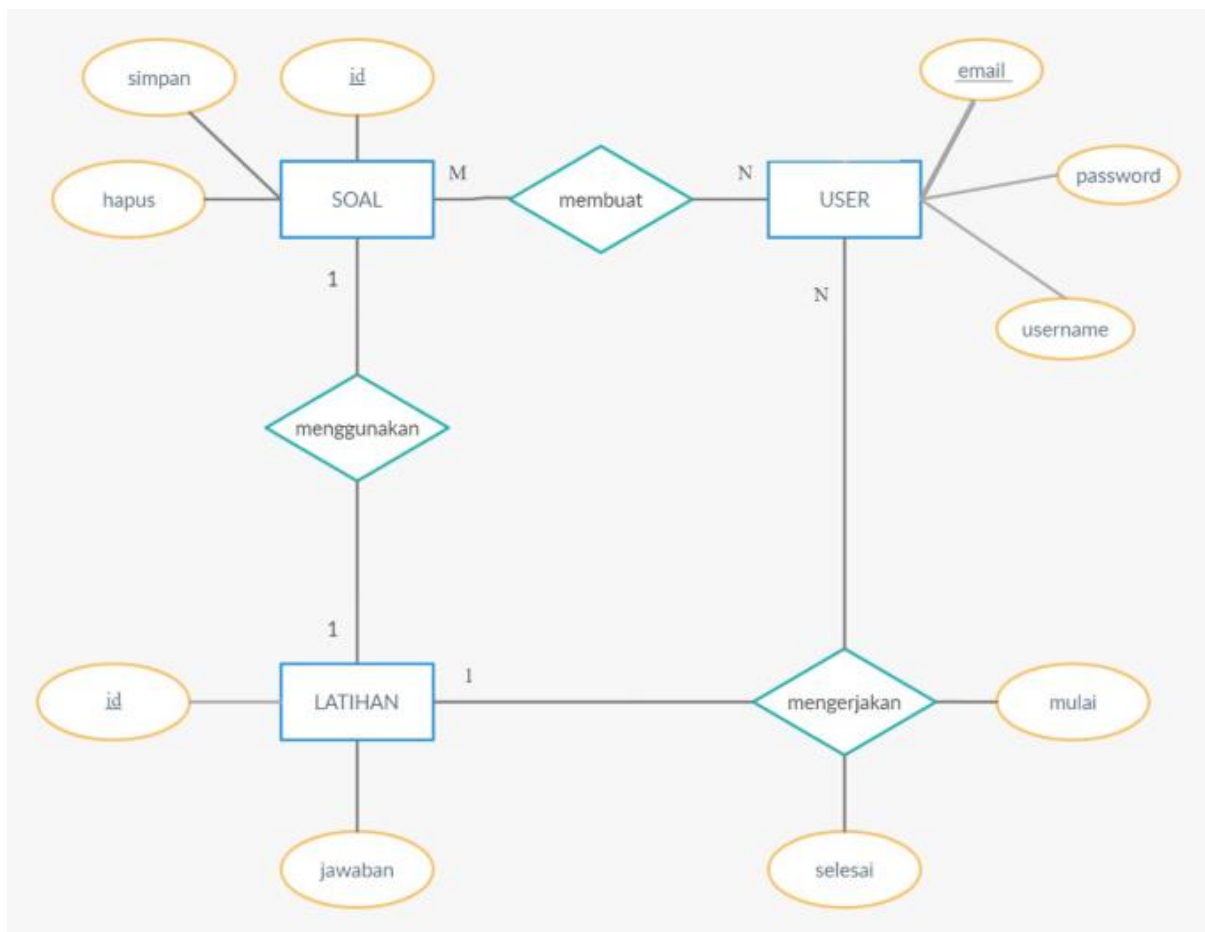 simpan
id
email
hapus
SOAL
M
membuat
N
USER
password
1
N
username
menggunakan
1
id
LATIHAN
1
mengerjakan
mulai
jawaban
selesai